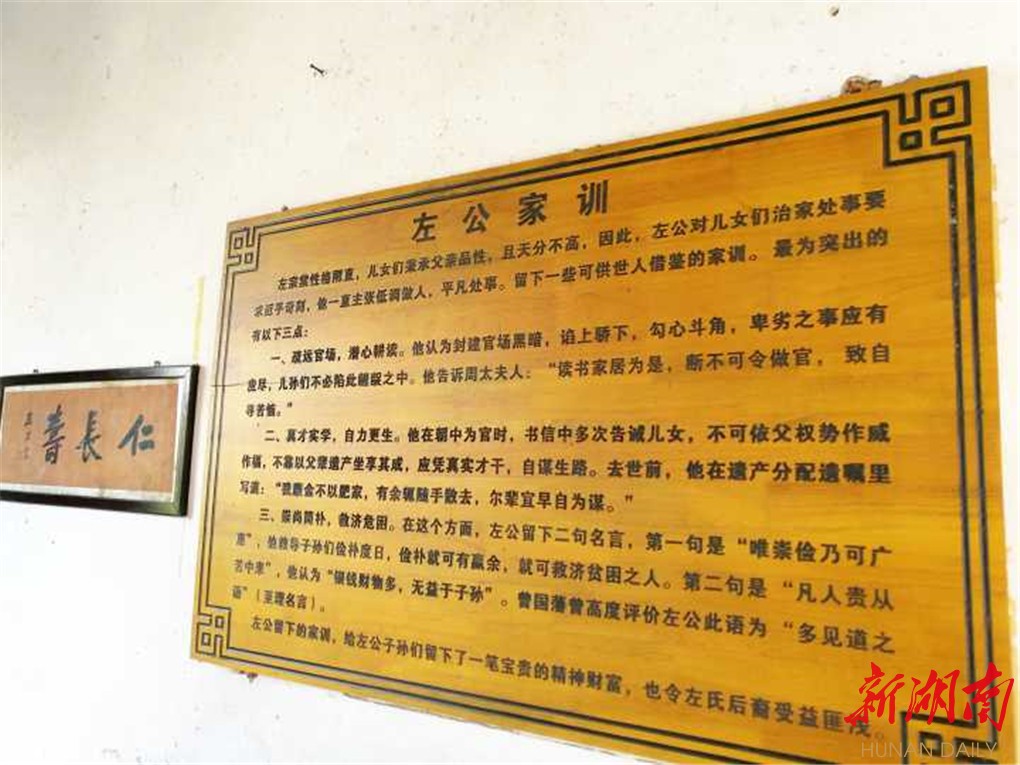 左公家训
左宗棠性格刚直，儿女们秉承父亲品性，且天分不高，因此，左公对儿女们治家处事要
求近乎苛刻，他一直主张低调做人，平凡处事。留下一些可供世人借鉴的家训。最为突出的
有以下三点：
一、疏远官场，潜心耕读。他认为封建官场黑暗，谄上骄下，勾心斗角，卑劣之事应有
应尽，儿孙们不必陷此龌龊之中。他告诉周太夫人：“读书家居为是，断不可令做官，致自
寻苦恼。”
二、真才实学，自力更生。他在朝中为官时，书信中多次告诫儿女，不可依父权势作威
作福，不靠以父辈遗产坐享其成，应凭真实才干，自谋生路。去世前，他在遗产分配遗嘱里
写道：“我廉金不以肥家，有余辄随手散去，尔辈宜早自为谋。”
三、崇尚简朴，救济危困。在这个方面，左公留下二句名言，第一句是“唯崇俭乃可广
惠”，他教导子孙们俭朴度日，俭朴就可有赢余，就可救济贫困之人。第二句是“凡人贵从
苦中来”，他认为“银钱财物多，无益于子孙”。曾国藩曾高度评价左公此语为“多见道之
语”（至理名言）。
左公留下的家训，给左公子孙们留下了一笔宝贵的精神财富，也令左氏后裔受益匪浅。
仁長壽
新湖南
HUNAN DAILY